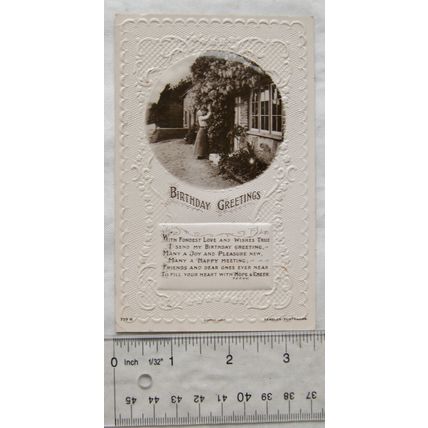 BIRTHDAY GREETINGS
WITH FONDEST LOVE AND WISHES TRUE
I SEND MY BIRTHDAY GREETING,
MANY A JOY AND PLEASURE NEW,
MANY A HAPPY MEETING,
FRIENDS AND DEAR ONES EVER NEAR
TO FILL YOUR HEART WITH HOPE & CHEER.
0 Inch 1/32" 1 2 3
45 44 43 42 41 40 39 38 37